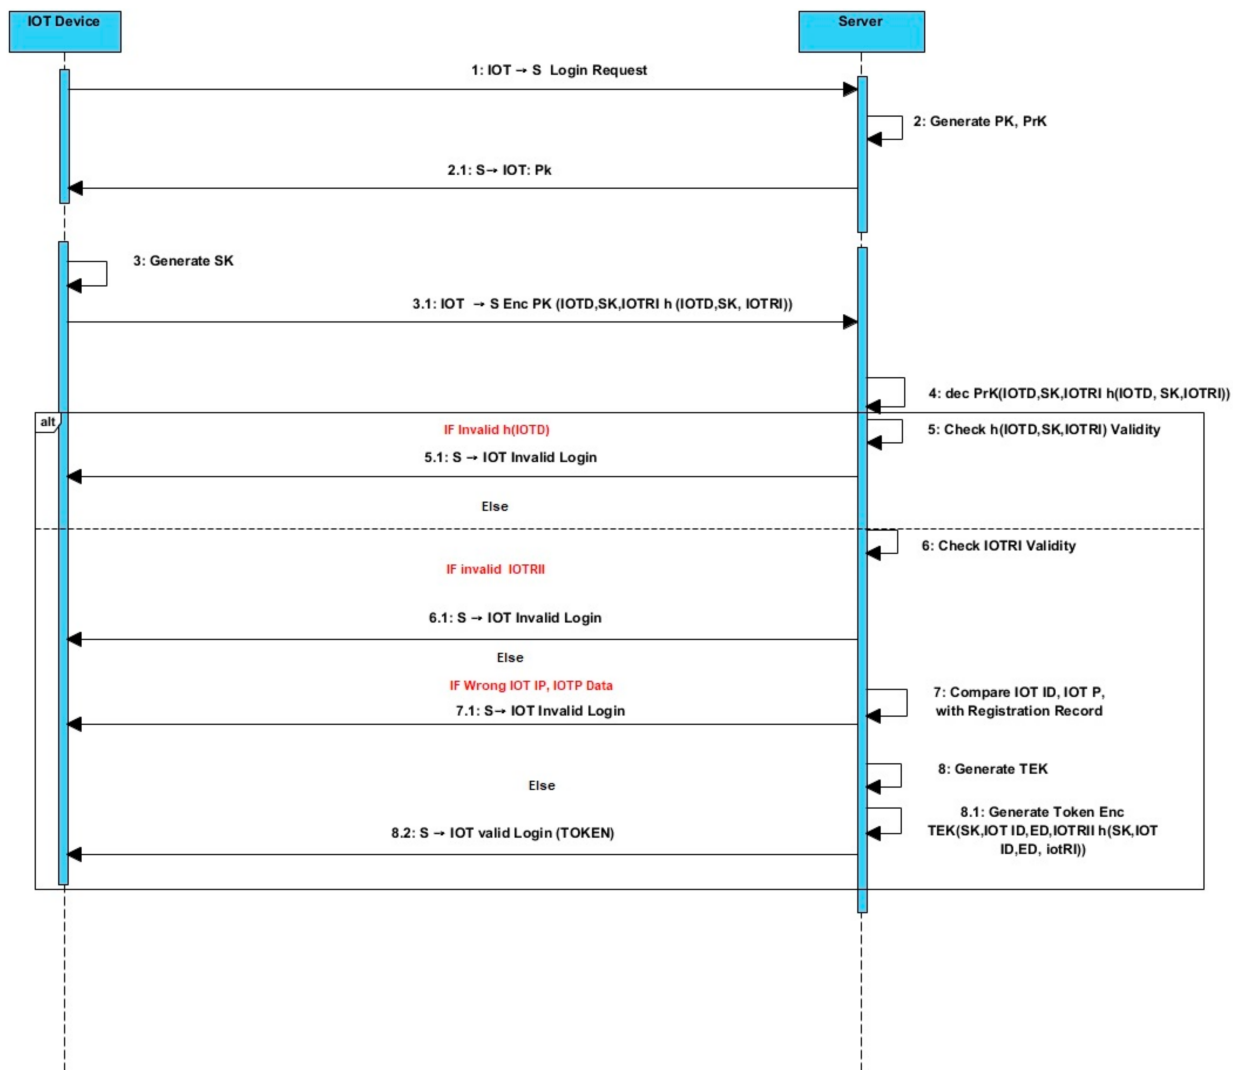 IOT Device
Server
1: IOT → S Login Request
2: Generate PK, PrK
2.1: S→ IOT: Pk
3: Generate SK
3.1: IOT → S Enc PK (IOTD,SK,IOTRI h (IOTD,SK, IOTRI))
4: dec PrK(IOTD,SK,IOTRI h(IOTD, SK,IOTRI))
alt
IF Invalid h(IOTD)
5: Check h(IOTD,SK,IOTRI) Validity
5.1: S → IOT Invalid Login
Else
6: Check IOTRI Validity
IF invalid IOTRII
6.1: S → IOT Invalid Login
Else
IF Wrong IOT IP, IOTP Data
7: Compare IOT ID, IOT P,
with Registration Record
7.1: S→ IOT Invalid Login
8: Generate TEK
Else
8.1: Generate Token Enc
TEK(SK,IOT ID,ED,IOTRII h(SK,IOT
ID,ED, iotRI))
8.2: S → IOT valid Login (TOKEN)